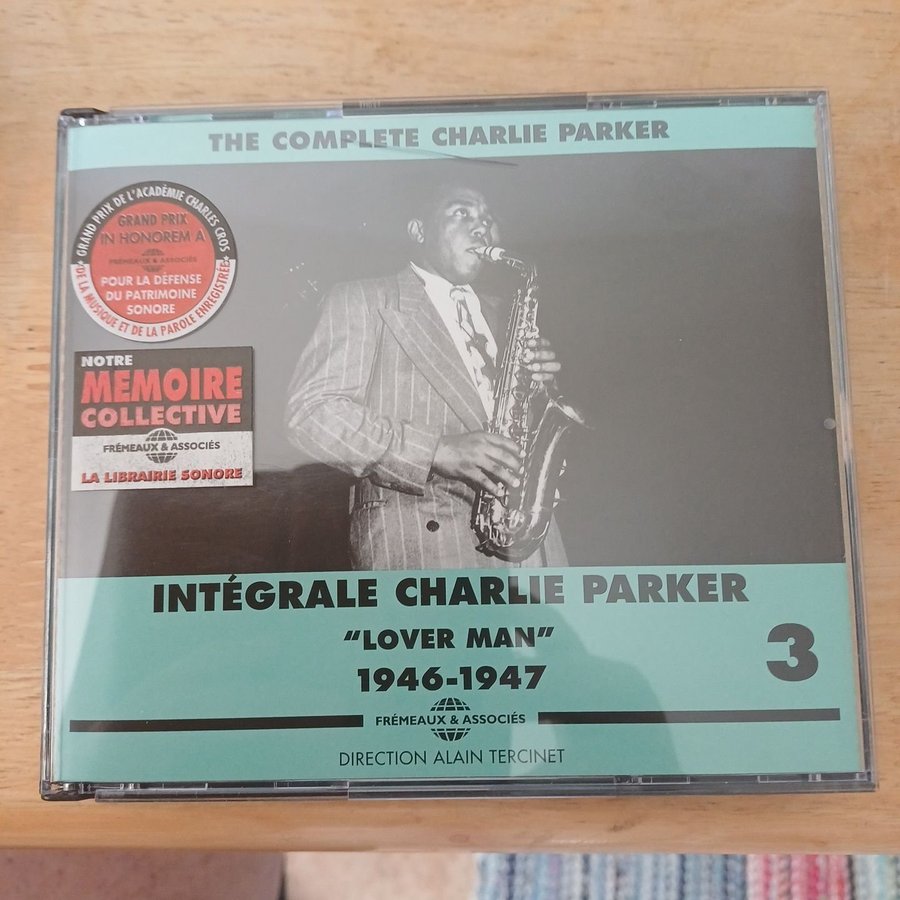 THE COMPLETE CHARLIE PARKER
GRAND PRIX DE L'ACADÉMIE CHARLES CROS
GRAND PRIX
IN HONOREM A
FRÉMEAUX & ASSOCIÉS
POUR LA DÉFENSE
DU PATRIMOINE
SONORE
DE LA MUSIQUE ET DE LA PAROLE ENREGISTRÉE
NOTRE
MEMOIRE
COLLECTIVE
FRÉMEAUX & ASSOCIÉS
LA LIBRAIRIE SONORE
INTÉGRALE CHARLIE PARKER
"LOVER MAN"
1946-1947
3
FRÉMEAUX & ASSOCIÉS
DIRECTION ALAIN TERCINET